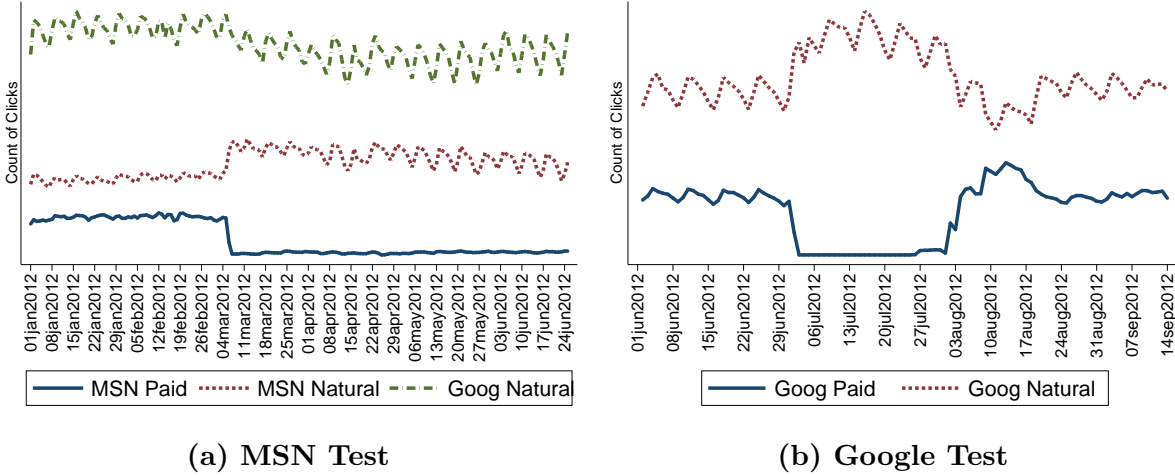 Count of Clicks
01jan2012
08jan2012
15jan2012
22jan2012
29jan2012
05feb2012
12feb2012
19feb2012
26feb2012
04mar2012
11mar2012
18mar2012
25mar2012
01apr2012
08apr2012
15apr2012
22apr2012
29apr2012
06may2012
13may2012
20may2012
27may2012
03jun2012
10jun2012
17jun2012
24jun2012
MSN Paid MSN Natural Goog Natural
(a) MSN Test
Count of Clicks
01jun2012
08jun2012
15jun2012
22jun2012
29jun2012
06jul2012
13jul2012
20jul2012
27jul2012
03aug2012
10aug2012
17aug2012
24aug2012
31aug2012
07sep2012
14sep2012
Goog Paid Goog Natural
(b) Google Test